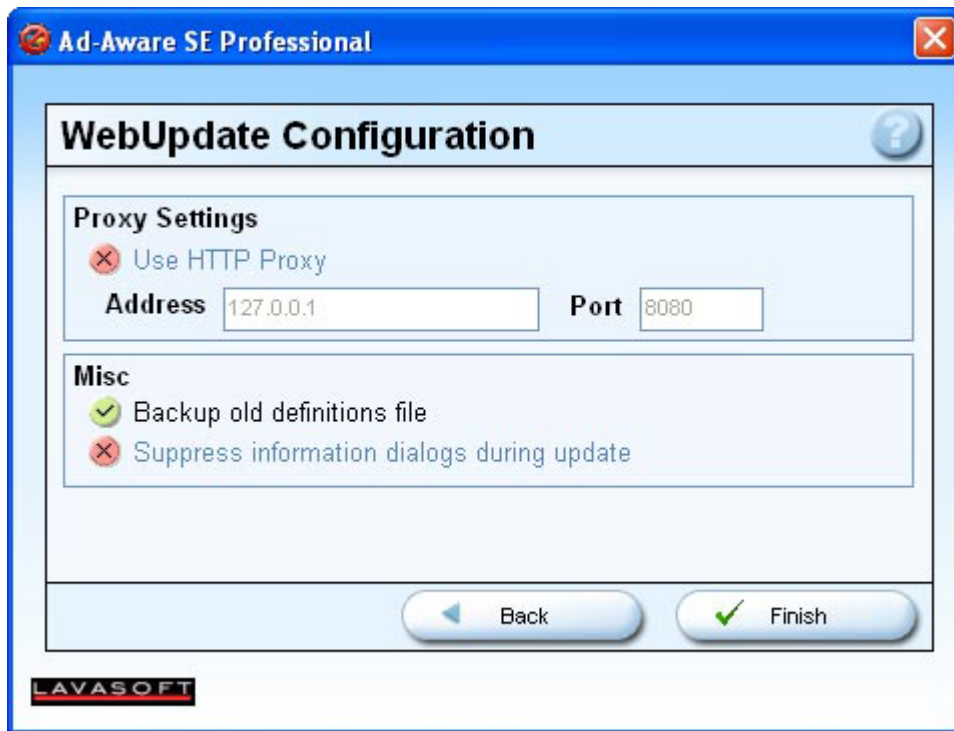 Ad-Aware SE Professional
WebUpdate Configuration
?
Proxy Settings
Use HTTP Proxy
Address 127.0.0.1 Port 8080
Misc
Backup old definitions file
Suppress information dialogs during update
Back Finish
LAVASOFT